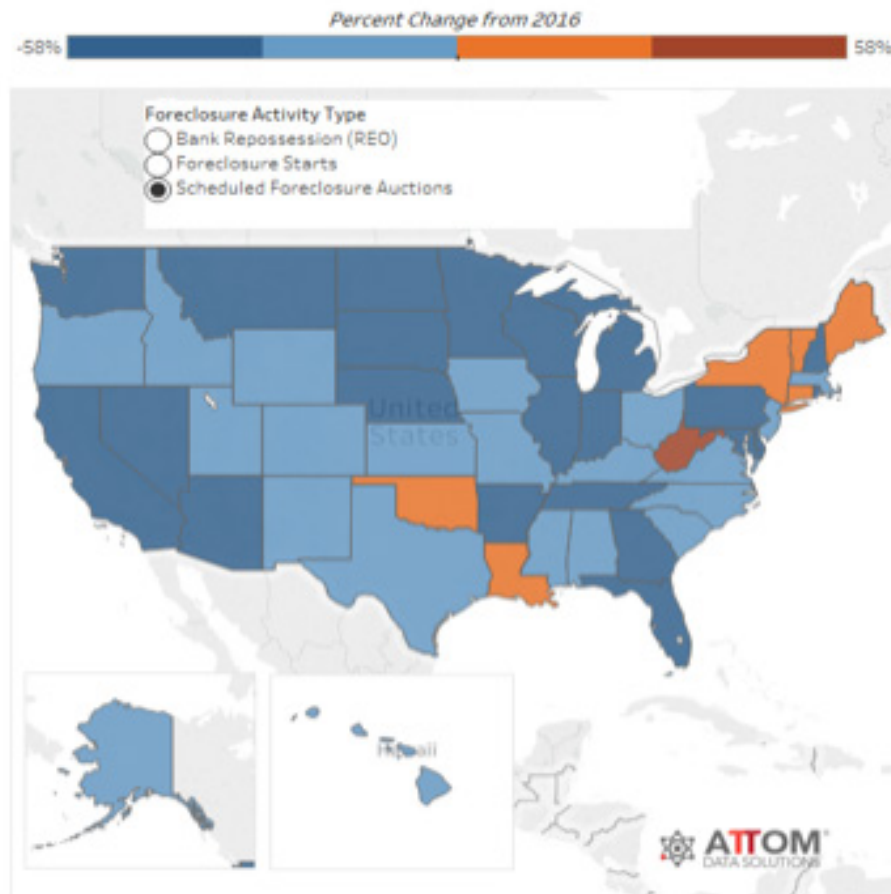 Percent Change from 2016
-58%
58%
Foreclosure Activity Type
Bank Repossession (REO)
Foreclosure Starts
Scheduled Foreclosure Auctions
United
States
Hawaii
ATTOM
DATA SOLUTIONS